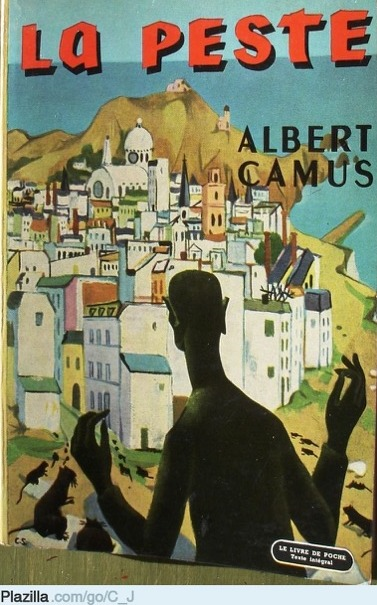 LA PESTE
ALBERT
CAMUS
C.S.
LE LIVRE DE POCHE
Texte intégral
Plazilla.com/go/C_J